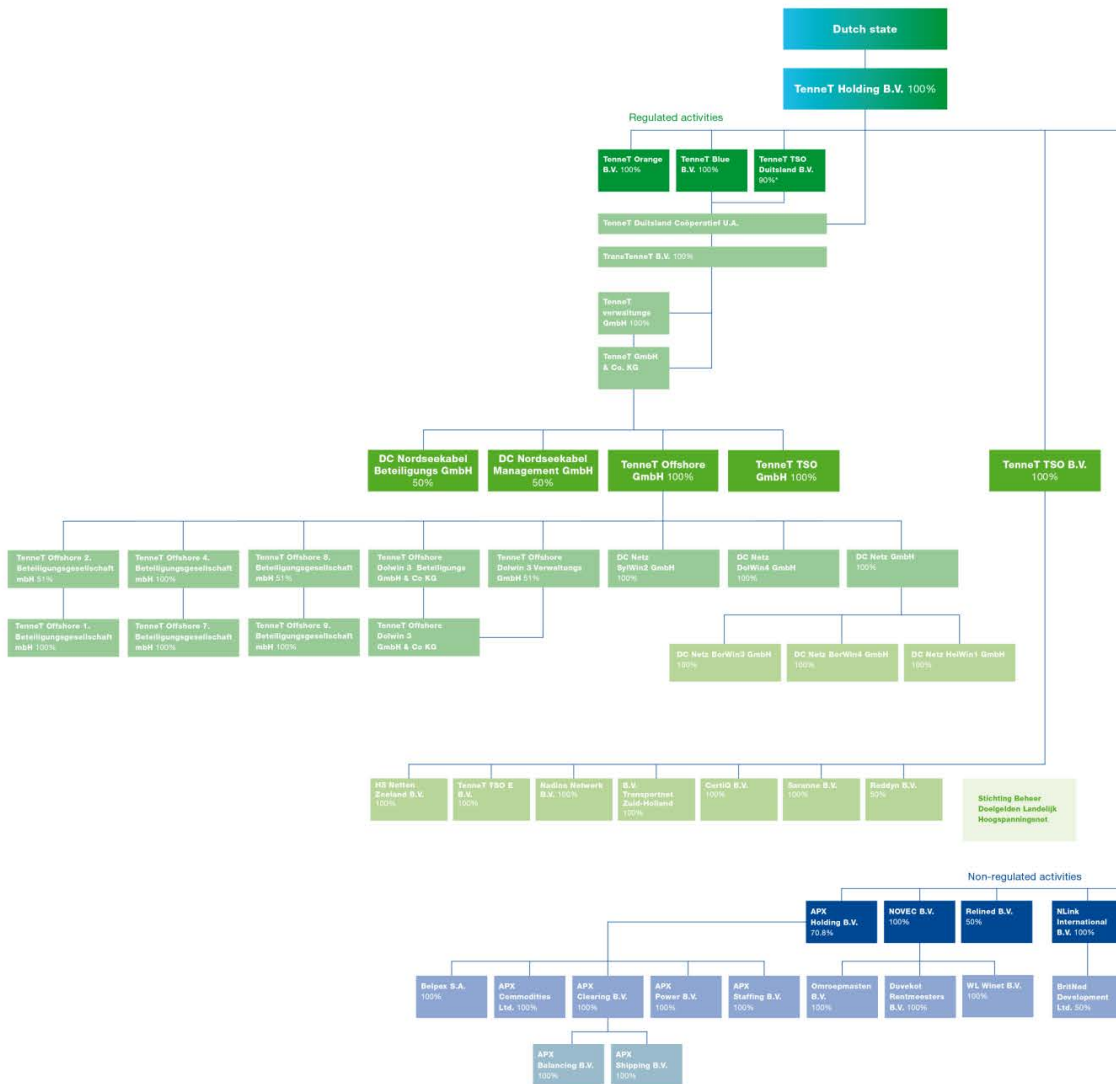 Dutch state
TenneT Holding B.V. 100%
Regulated activities
TenneT Orange
B.V. 100%
TenneT Blue
B.V. 100%
TenneT TSO
Duitsland B.V.
90%*
TenneT Duitsland Coöperatief U.A.
TransTenneT B.V. 100%
TenneT
verwaltungs
GmbH 100%
TenneT GmbH
& Co. KG
DC Nordseekabel
Beteiligungs GmbH
50%
DC Nordseekabel
Management GmbH
50%
TenneT Offshore
GmbH 100%
TenneT TSO
GmbH 100%
TenneT TSO B.V.
100%
TenneT Offshore 2.
Beteiligungsgesellschaft
mbH 51%
TenneT Offshore 4.
Beteiligungsgesellschaft
mbH 100%
TenneT Offshore 8.
Beteiligungsgesellschaft
mbH 51%
TenneT Offshore
Dolwin 3 Beteiligungs
GmbH & Co KG
TenneT Offshore
Dolwin 3 Verwaltungs
GmbH 51%
DC Netz
SylWin2 GmbH
100%
DC Netz
DolWin4 GmbH
100%
DC Netz GmbH
100%
TenneT Offshore 1.
Beteiligungsgesellschaft
mbH 100%
TenneT Offshore 7.
Beteiligungsgesellschaft
mbH 100%
TenneT Offshore 9.
Beteiligungsgesellschaft
mbH 100%
TenneT Offshore
Dolwin 3
GmbH & Co KG
DC Netz BorWin3 GmbH
100%
DC Netz BorWin4 GmbH
100%
DC Netz HelWin1 GmbH
100%
HS Netten
Zeeland B.V.
100%
TenneT TSO E
B.V.
100%
Nadine Netwerk
B.V. 100%
B.V.
Transportnet
Zuid-Holland
100%
CertiQ B.V.
100%
Saranne B.V.
100%
Reddyn B.V.
50%
Stichting Beheer
Doelgelden Landelijk
Hoogspanningsnet
Non-regulated activities
APX
Holding B.V.
70.8%
NOVEC B.V.
100%
Relined B.V.
50%
NLink
International
B.V. 100%
Belpex S.A.
100%
APX
Commodities
Ltd. 100%
APX
Clearing B.V.
100%
APX
Power B.V.
100%
APX
Staffing B.V.
100%
Omroepmasten
B.V.
100%
Dovekot
Rentmeesters
B.V. 100%
WL Winet B.V.
100%
BritNed
Development
Ltd. 50%
APX
Balancing B.V.
100%
APX
Shipping B.V.
100%